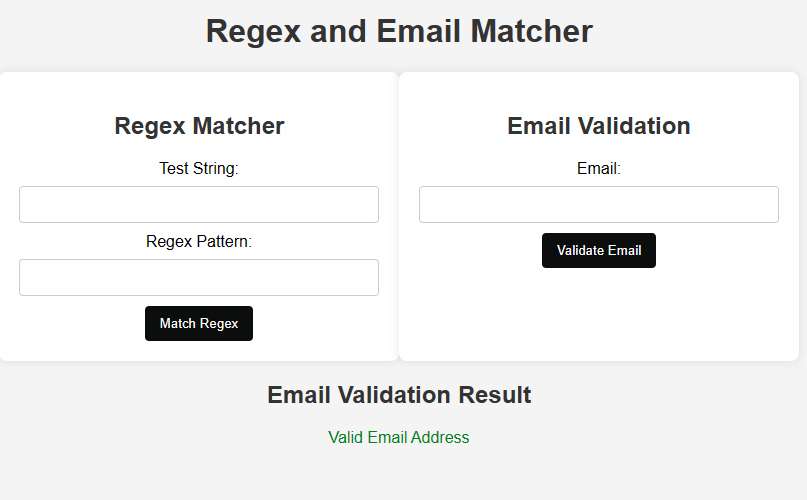 Regex and Email Matcher
Regex Matcher
Test String:
Regex Pattern:
Match Regex
Email Validation
Email:
Validate Email
Email Validation Result
Valid Email Address